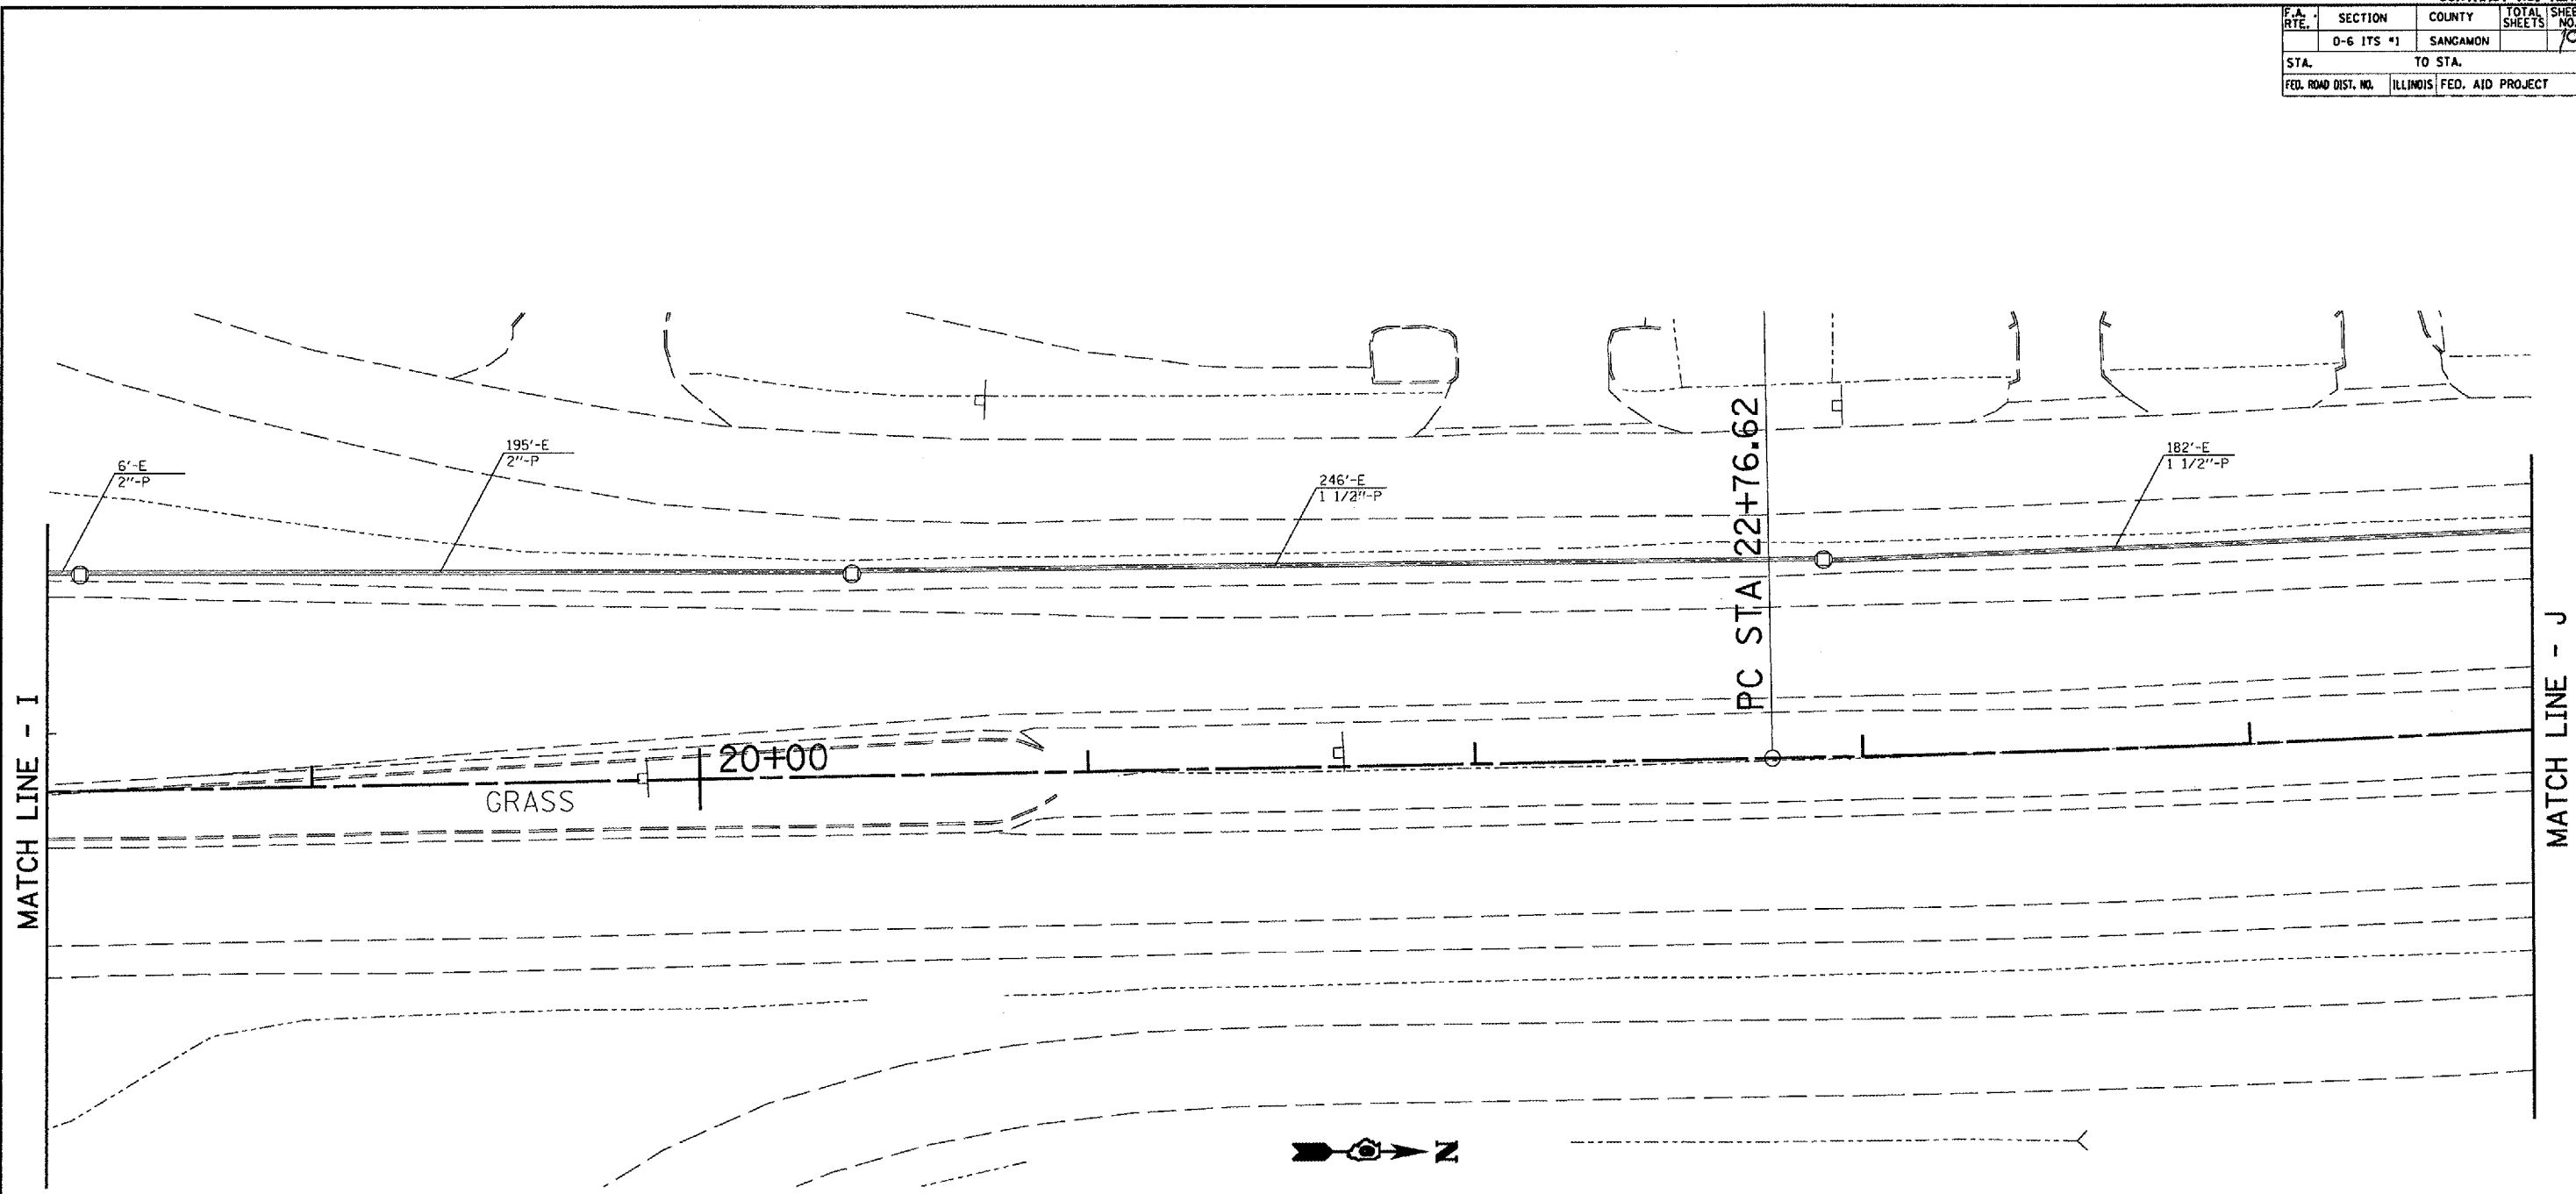 F.A. RTE. SECTION COUNTY TOTAL SHEETS SHEET NO.
D-6 ITS #1 SANGAMON
STA. TO STA.
FED. ROAD DIST. NO. ILLINOIS FED. AID PROJECT
6'-E
2"-P
195'-E
2"-P
246'-E
1 1/2"-P
182'-E
1 1/2"-P
PC STA 22+76.62
MATCH LINE - I
20+00
GRASS
MATCH LINE - J
N